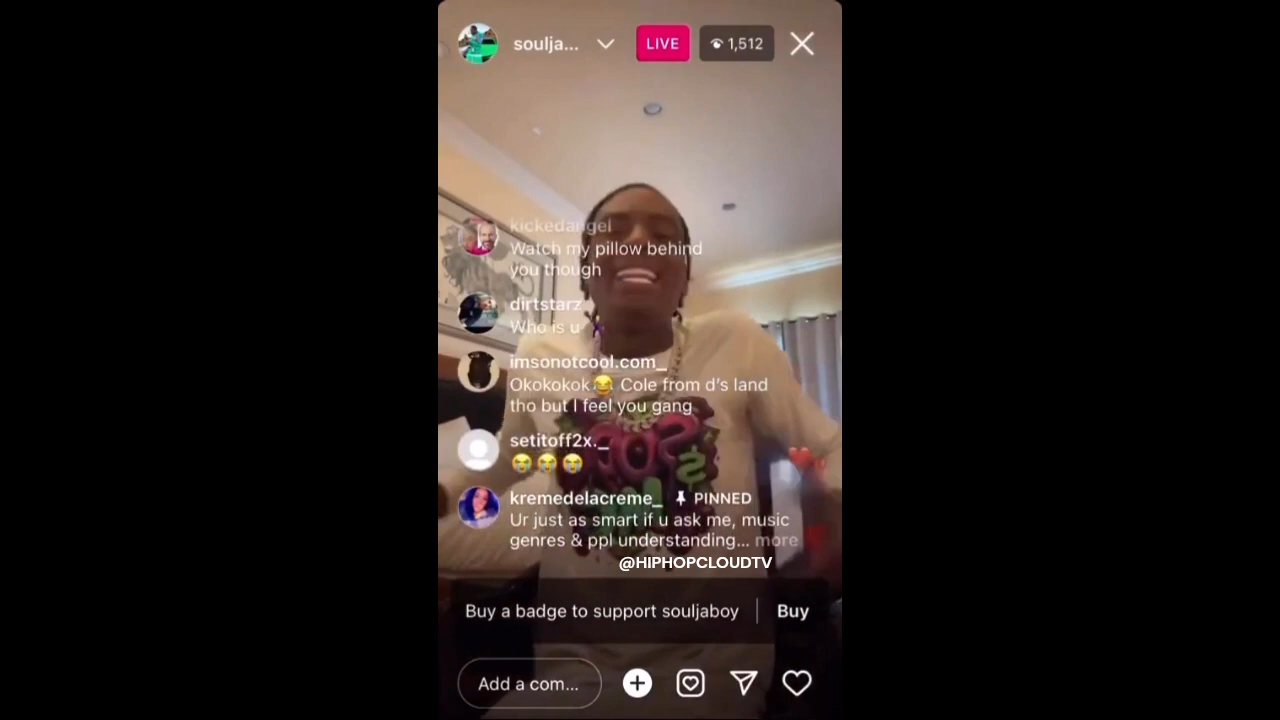 soulja...
LIVE
1,512
kickedangel
Watch my pillow behind
you though
dirtstarz
Who is u
imsonotcool.com_
Okokokok😂 Cole from d's land
tho but I feel you gang
setitoff2x._
😭😭😭
kremedelacreme_ PINNED
Ur just as smart if u ask me, music
genres & ppl understanding... more
@HIPHOPCLOUDTV
Buy a badge to support souljaboy
Buy
Add a com...